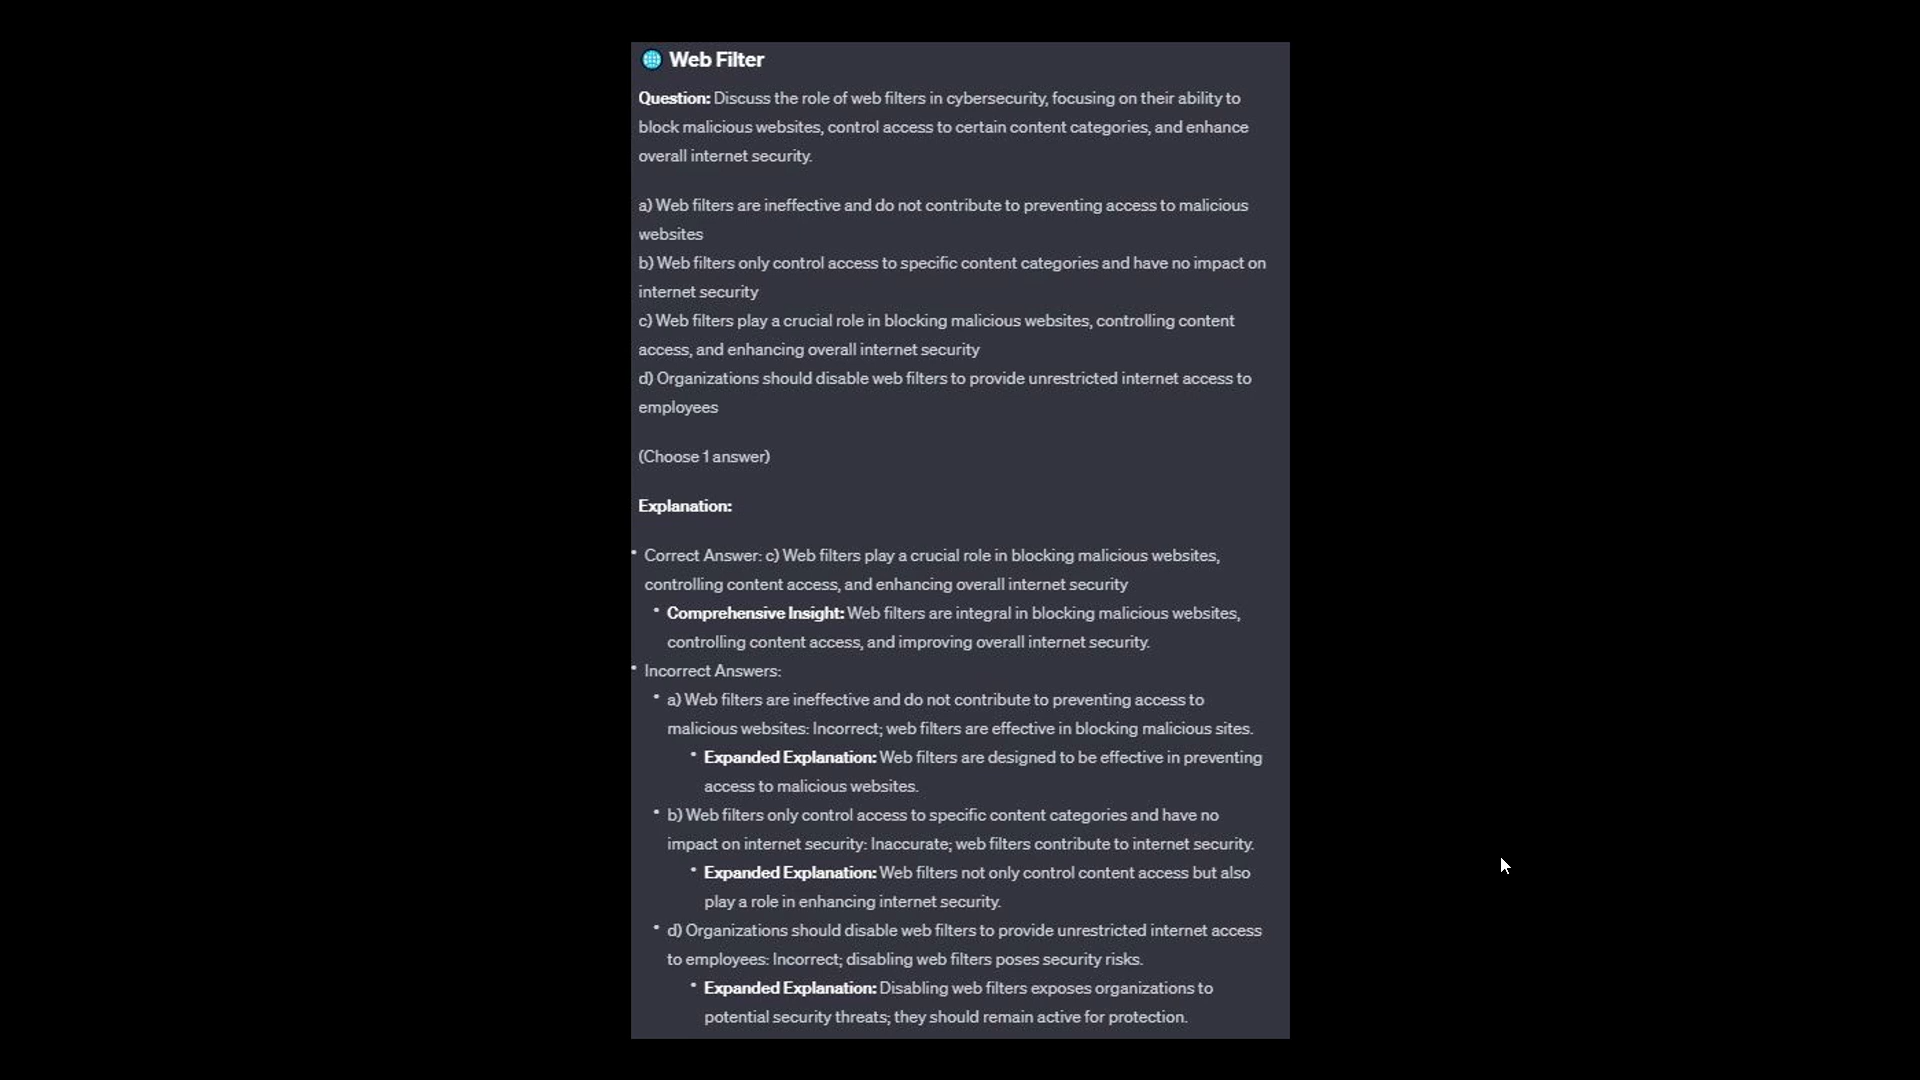 🌐 Web Filter
Question: Discuss the role of web filters in cybersecurity, focusing on their ability to
block malicious websites, control access to certain content categories, and enhance
overall internet security.
a) Web filters are ineffective and do not contribute to preventing access to malicious
websites
b) Web filters only control access to specific content categories and have no impact on
internet security
c) Web filters play a crucial role in blocking malicious websites, controlling content
access, and enhancing overall internet security
d) Organizations should disable web filters to provide unrestricted internet access to
employees
(Choose 1 answer)
Explanation:
• Correct Answer: c) Web filters play a crucial role in blocking malicious websites,
controlling content access, and enhancing overall internet security
• Comprehensive Insight: Web filters are integral in blocking malicious websites,
controlling content access, and improving overall internet security.
• Incorrect Answers:
• a) Web filters are ineffective and do not contribute to preventing access to
malicious websites: Incorrect; web filters are effective in blocking malicious sites.
• Expanded Explanation: Web filters are designed to be effective in preventing
access to malicious websites.
• b) Web filters only control access to specific content categories and have no
impact on internet security: Inaccurate; web filters contribute to internet security.
• Expanded Explanation: Web filters not only control content access but also
play a role in enhancing internet security.
• d) Organizations should disable web filters to provide unrestricted internet access
to employees: Incorrect; disabling web filters poses security risks.
• Expanded Explanation: Disabling web filters exposes organizations to
potential security threats; they should remain active for protection.